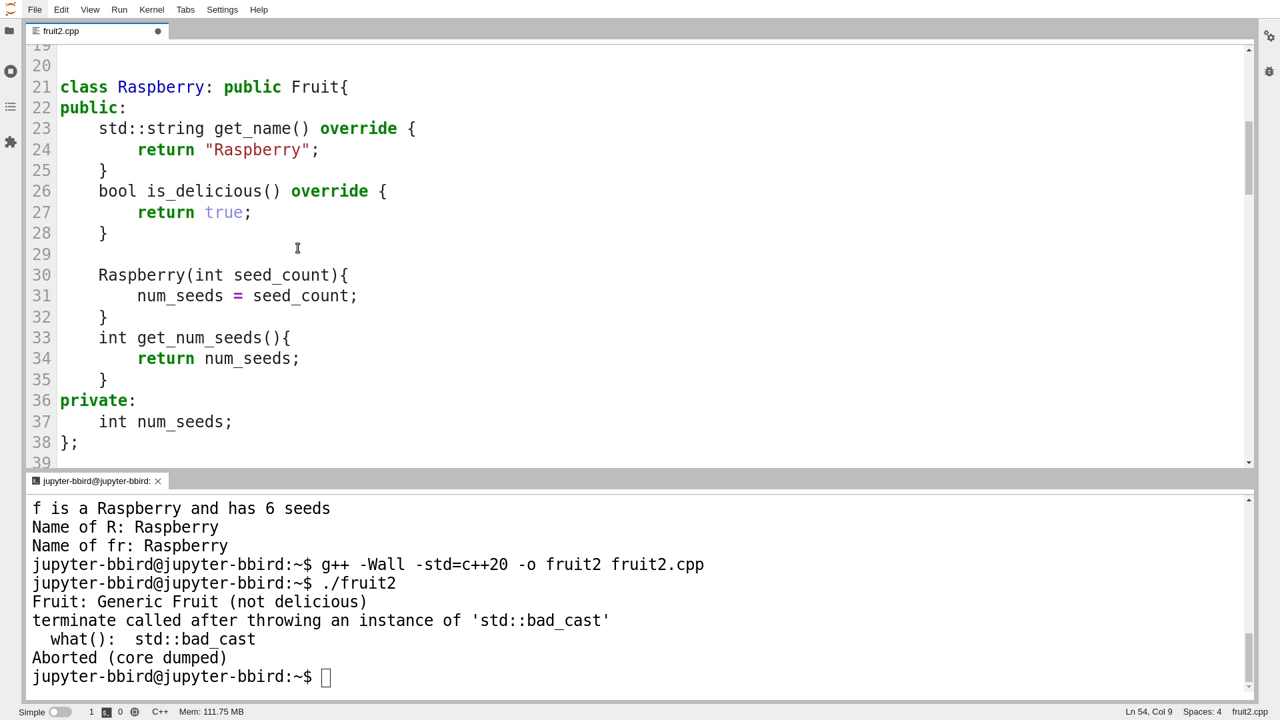 File Edit View Run Kernel Tabs Settings Help
fruit2.cpp
19
20
21 class Raspberry: public Fruit{
22 public:
23     std::string get_name() override {
24         return "Raspberry";
25     }
26     bool is_delicious() override {
27         return true;
28     }
29
30     Raspberry(int seed_count){
31         num_seeds = seed_count;
32     }
33     int get_num_seeds(){
34         return num_seeds;
35     }
36 private:
37     int num_seeds;
38 };
39
jupyter-bbird@jupyter-bbird:
f is a Raspberry and has 6 seeds
Name of R: Raspberry
Name of fr: Raspberry
jupyter-bbird@jupyter-bbird:~$ g++ -Wall -std=c++20 -o fruit2 fruit2.cpp
jupyter-bbird@jupyter-bbird:~$ ./fruit2
Fruit: Generic Fruit (not delicious)
terminate called after throwing an instance of 'std::bad_cast'
  what():  std::bad_cast
Aborted (core dumped)
jupyter-bbird@jupyter-bbird:~$
Simple 1 0 C++ Mem: 111.75 MB Ln 54, Col 9 Spaces: 4 fruit2.cpp